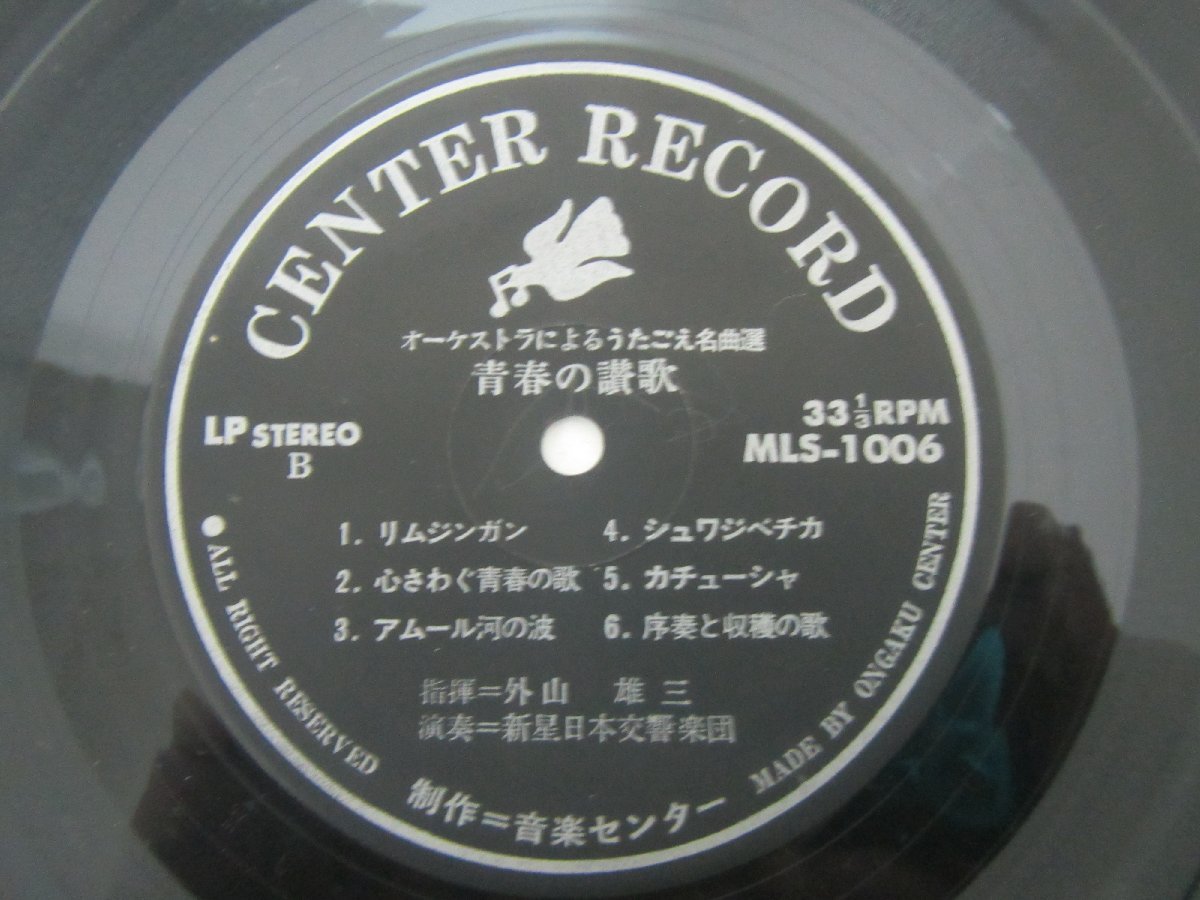 CENTER RECORD
オーケストラによるうたごえ名曲選
青春の讃歌
LP STEREO
B
33 1/3 RPM
MLS-1006
1. リムジンガン
2. 心さわぐ青春の歌
3. アムール河の波
4. シュワジベチカ
5. カチューシャ
6. 序奏と収穫の歌
指揮＝外山 雄三
演奏＝新星日本交響楽団
制作＝音楽センター
● ALL RIGHT RESERVED
MADE BY ONGAKU CENTER